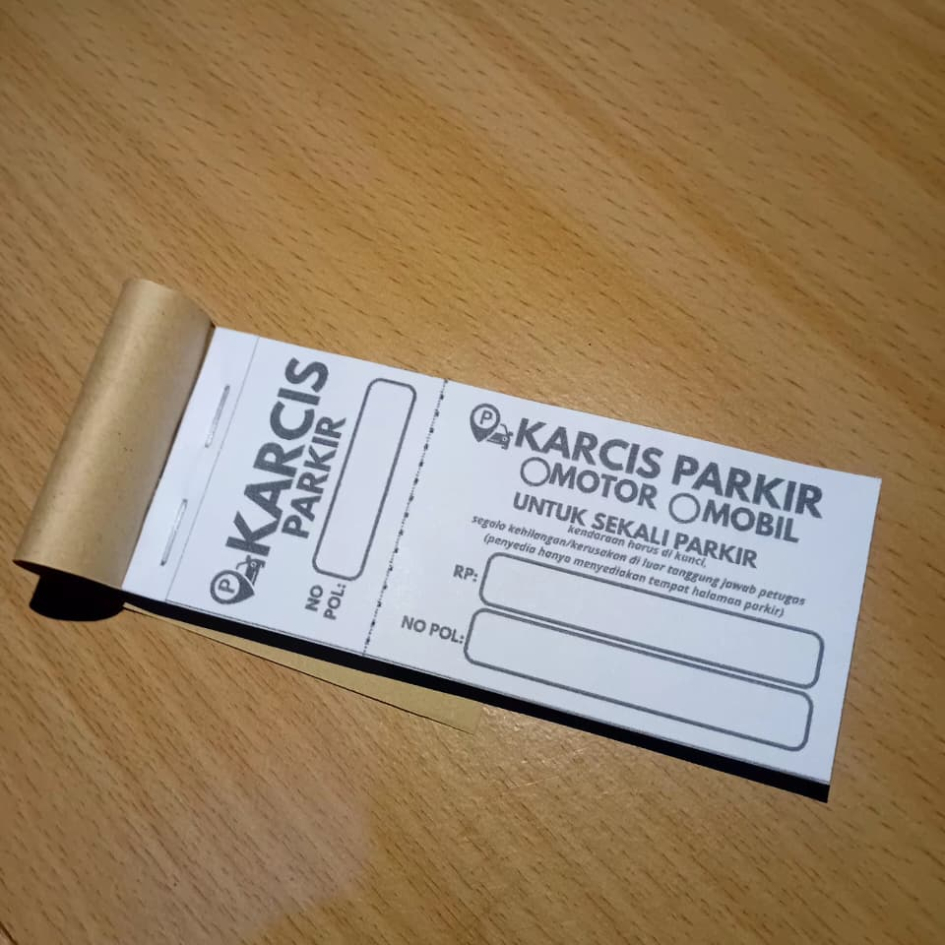 KARCIS
PARKIR
NO
POL:
P
P
KARCIS PARKIR
MOTOR MOBIL
UNTUK SEKALI PARKIR
kendaraan harus di kunci,
segala kehilangan/kerusakan di luar tanggung jawab petugas
(penyedia hanya menyediakan tempat halaman parkir)
RP:
NO POL: